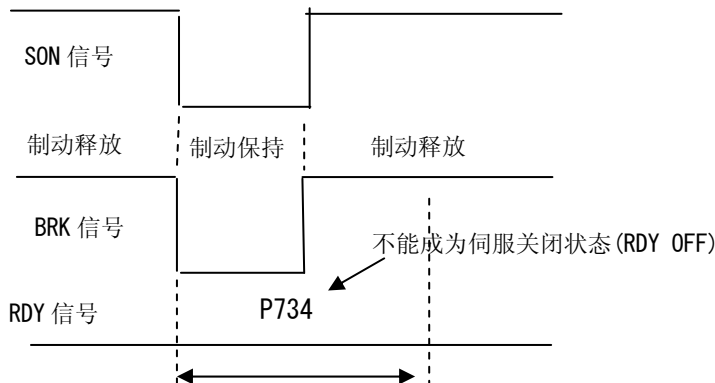 SON 信号
制动释放 制动保持 制动释放
BRK 信号
不能成为伺服关闭状态(RDY OFF)
P734
RDY 信号